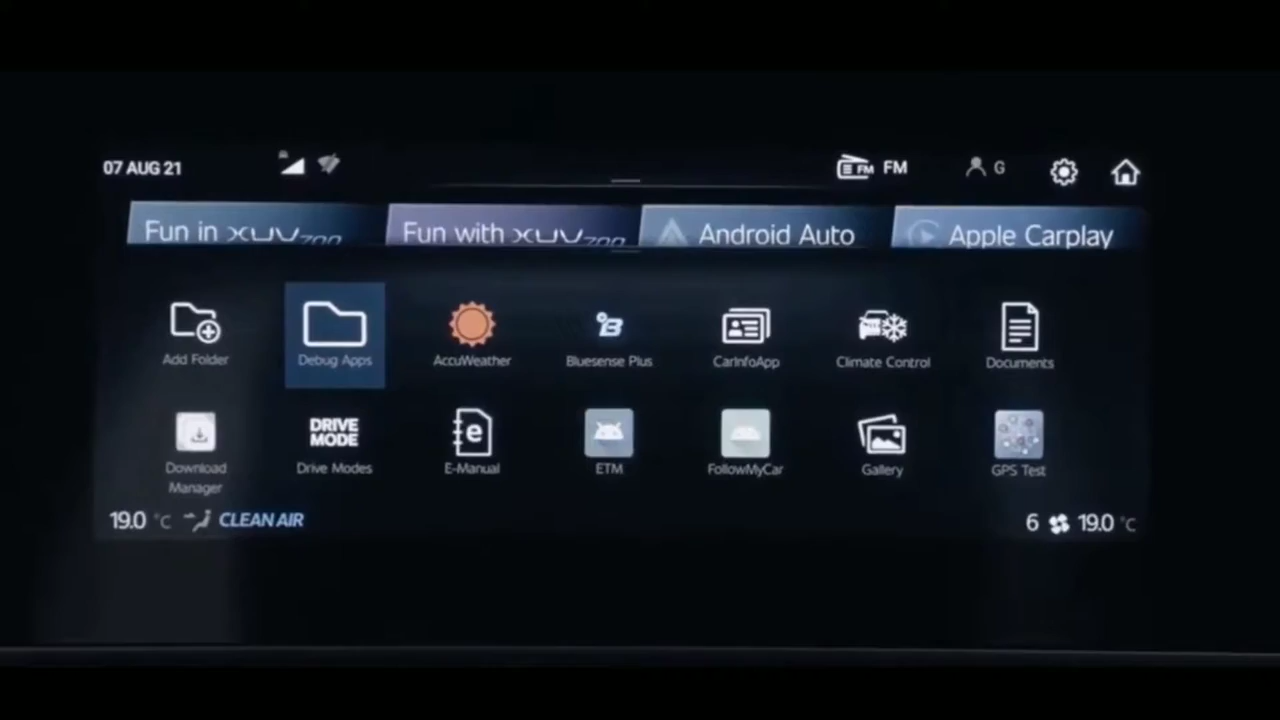 07 AUG 21
FM FM
G
Fun in XUV700
Fun with XUV700
Android Auto
Apple Carplay
Add Folder
Debug Apps
AccuWeather
Bluesense Plus
CarInfoApp
Climate Control
Documents
Download
Manager
DRIVE
MODE
Drive Modes
e
E-Manual
ETM
FollowMyCar
Gallery
GPS Test
19.0 °C
CLEAN AIR
6
19.0 °C